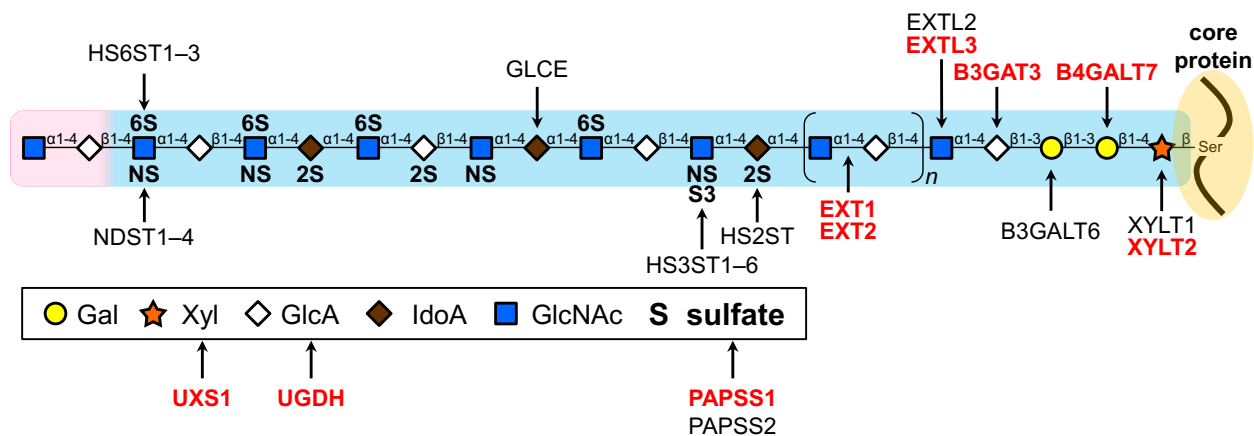 EXTL2
EXTL3
core
protein
HS6ST1–3
GLCE
B3GAT3
B4GALT7
6S 6S 6S 6S
α1-4 β1-4 α1-4 β1-4 α1-4 α1-4 α1-4 β1-4 α1-4 α1-4 α1-4 β1-4 α1-4 α1-4 α1-4 β1-4 α1-4 β1-3 β1-3 β1-4 β Ser
NS NS 2S 2S NS NS 2S n
S3
NDST1–4
HS3ST1–6
HS2ST
EXT1
EXT2
B3GALT6
XYLT1
XYLT2
Gal Xyl GlcA IdoA GlcNAc S sulfate
UXS1
UGDH
PAPSS1
PAPSS2